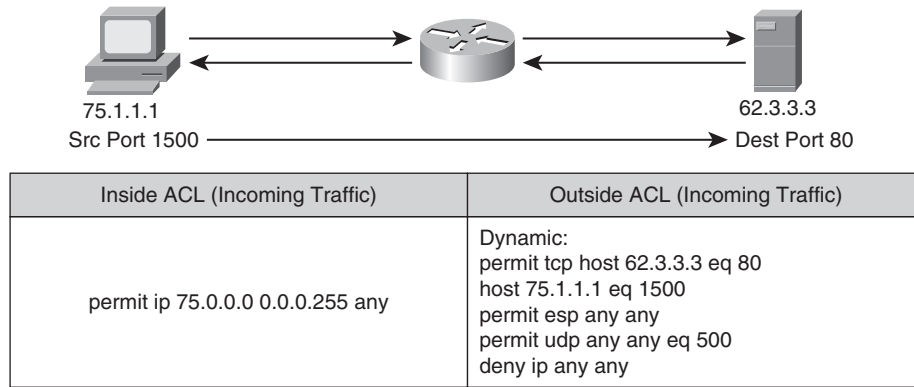 75.1.1.1
62.3.3.3
Src Port 1500
Dest Port 80
Inside ACL (Incoming Traffic)
Outside ACL (Incoming Traffic)
permit ip 75.0.0.0 0.0.0.255 any
Dynamic:
permit tcp host 62.3.3.3 eq 80
host 75.1.1.1 eq 1500
permit esp any any
permit udp any any eq 500
deny ip any any